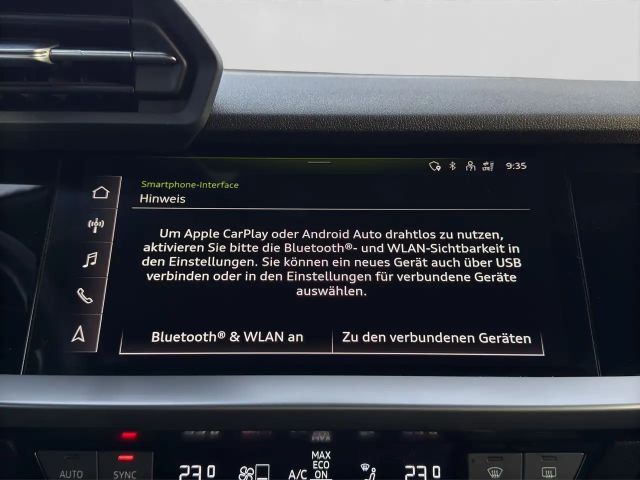 9:35
Smartphone-Interface
Hinweis
Um Apple CarPlay oder Android Auto drahtlos zu nutzen,
aktivieren Sie bitte die Bluetooth®- und WLAN-Sichtbarkeit in
den Einstellungen. Sie können ein neues Gerät auch über USB
verbinden oder in den Einstellungen für verbundene Geräte
auswählen.
Bluetooth® & WLAN an Zu den verbundenen Geräten
AUTO SYNC 23.0 A/C MAX
ECO
ON 23.0